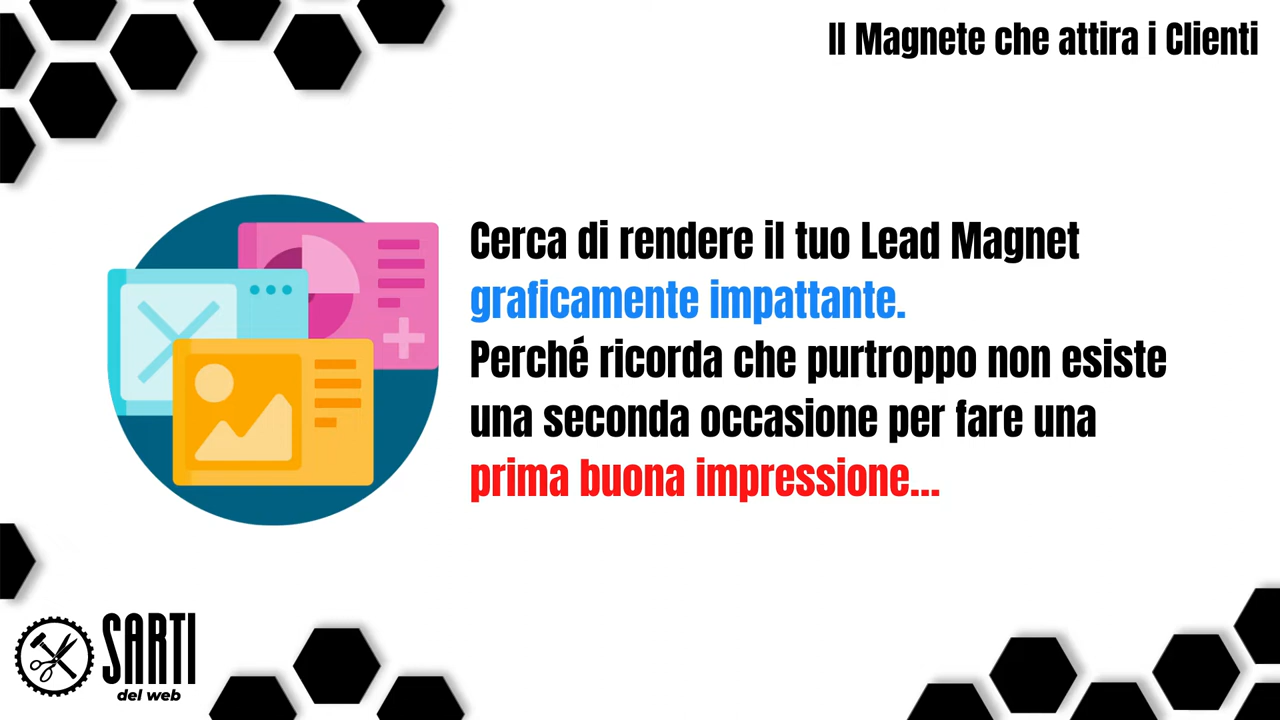 Il Magnete che attira i Clienti
Cerca di rendere il tuo Lead Magnet
graficamente impattante.
Perché ricorda che purtroppo non esiste
una seconda occasione per fare una
prima buona impressione...
SARTI
del web